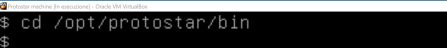 Protostar machine [In esecuzione] - Oracle VM VirtualBox
$ cd /opt/protostar/bin
$